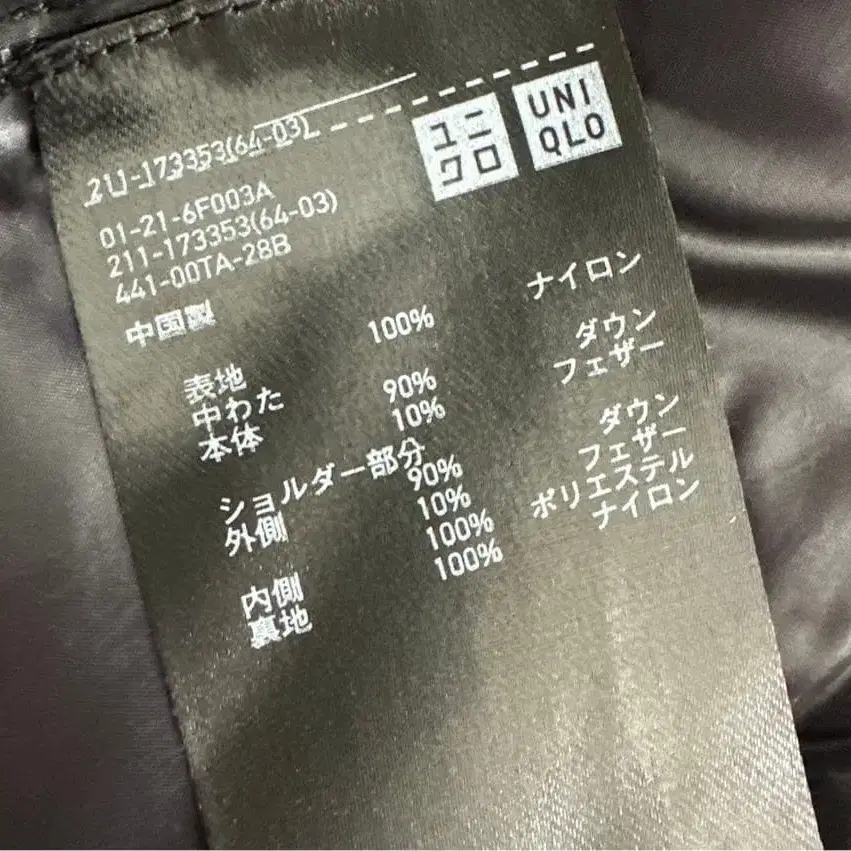 ユニ
クロ
UNI
QLO
211-173353(64-03)
01-21-6F003A
211-173353(64-03)
441-00TA-28B
中国製
表地 100% ナイロン
中わた
本体 90% ダウン
10% フェザー
ショルダー部分
外側 90% ダウン
10% フェザー
内側 100% ポリエステル
裏地 100% ナイロン